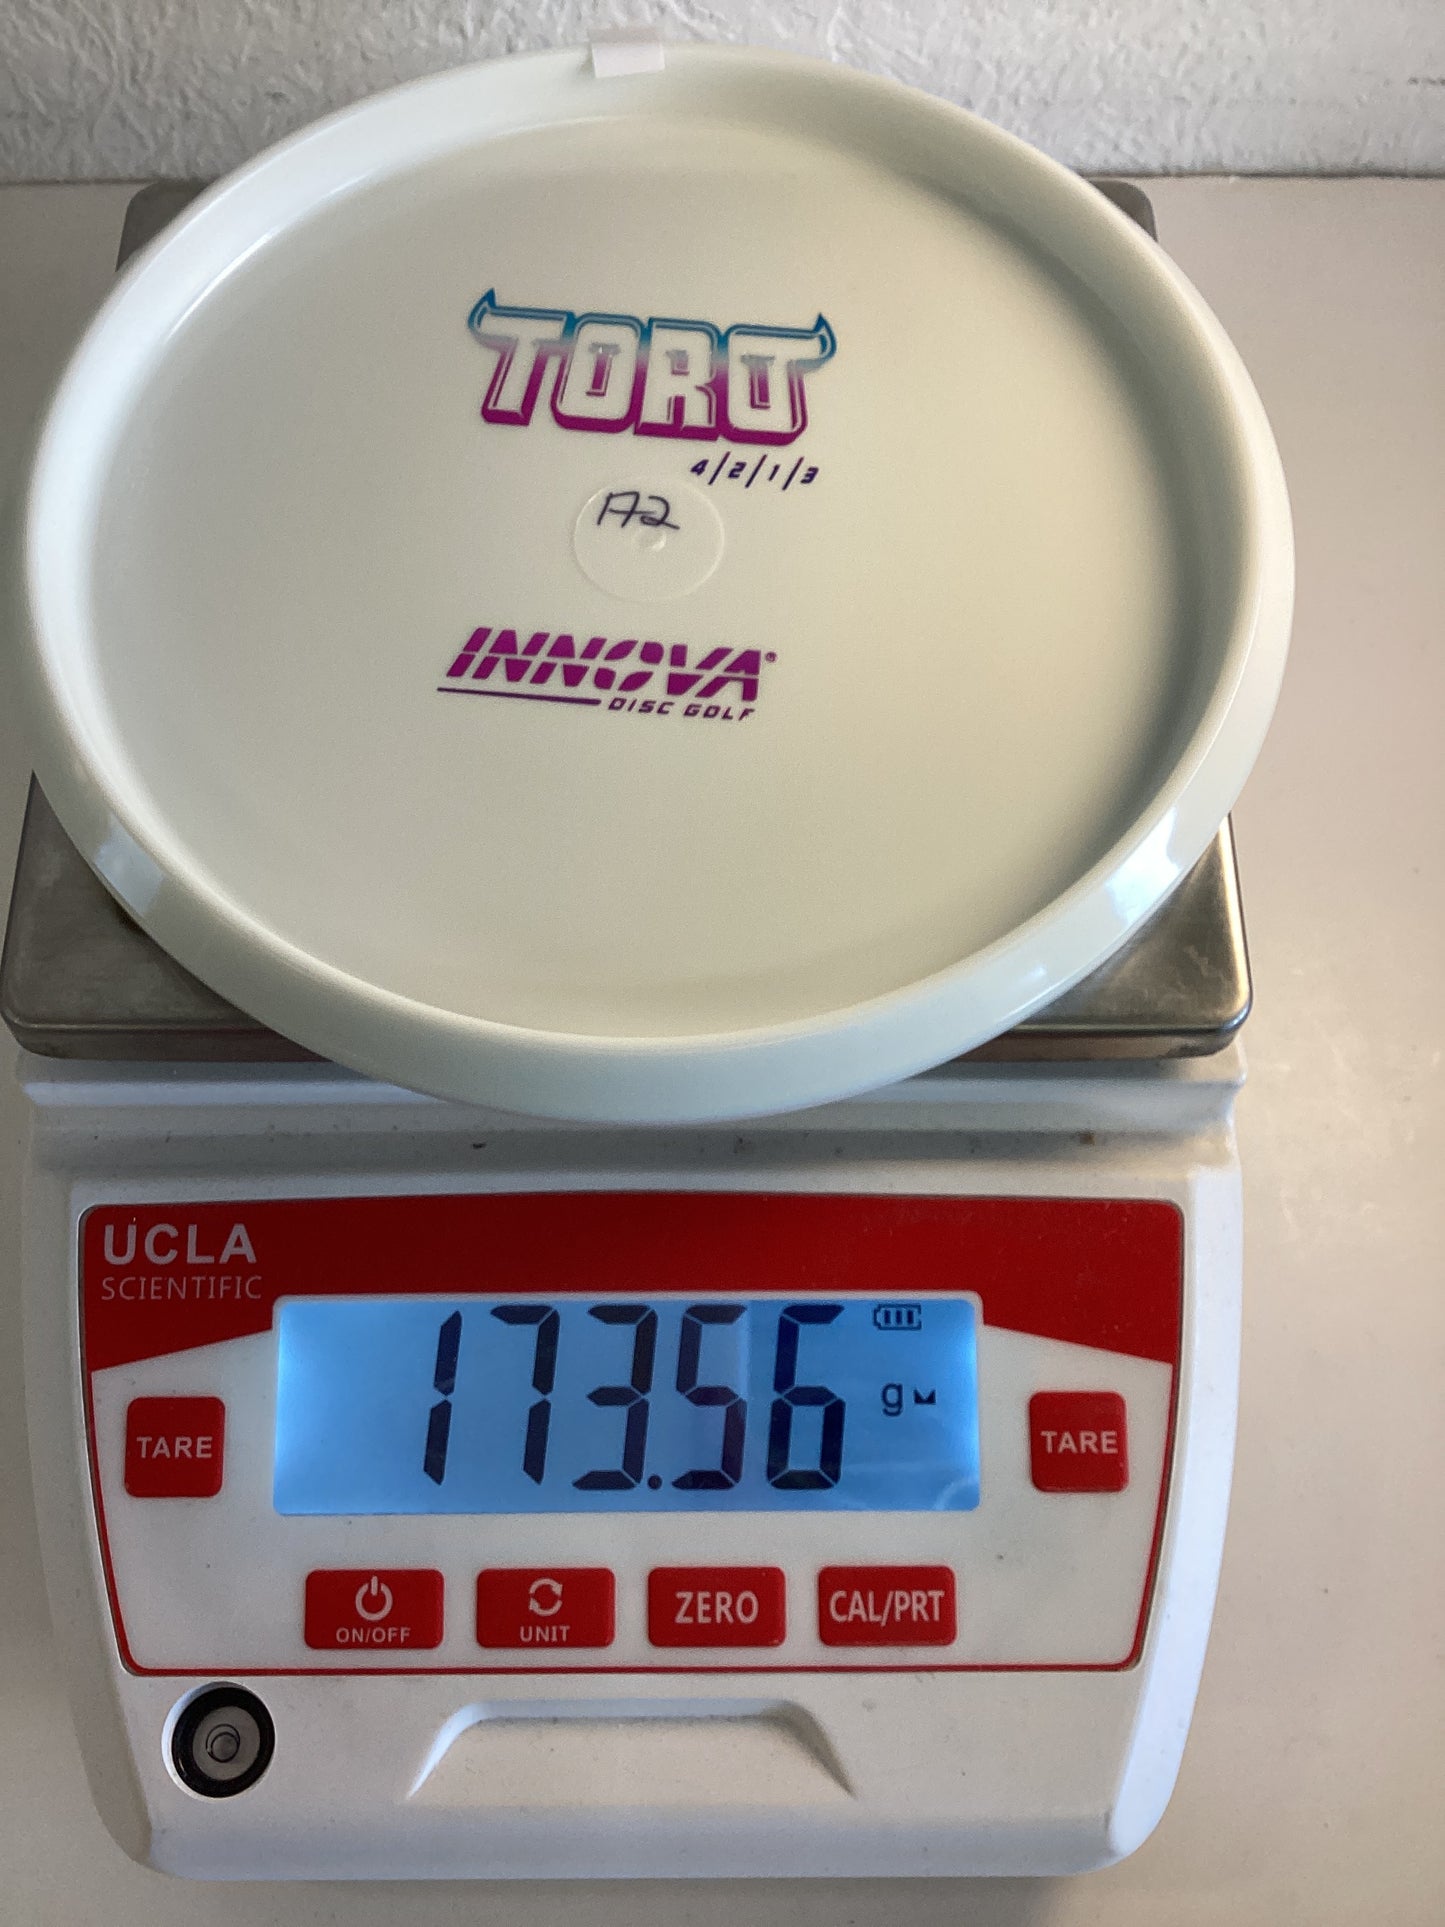 TORO
4/2/1/3
172
INNOVA®
DISC GOLF
UCLA
SCIENTIFIC
173.56
g
TARE
TARE
ON/OFF
UNIT
ZERO
CAL/PRT